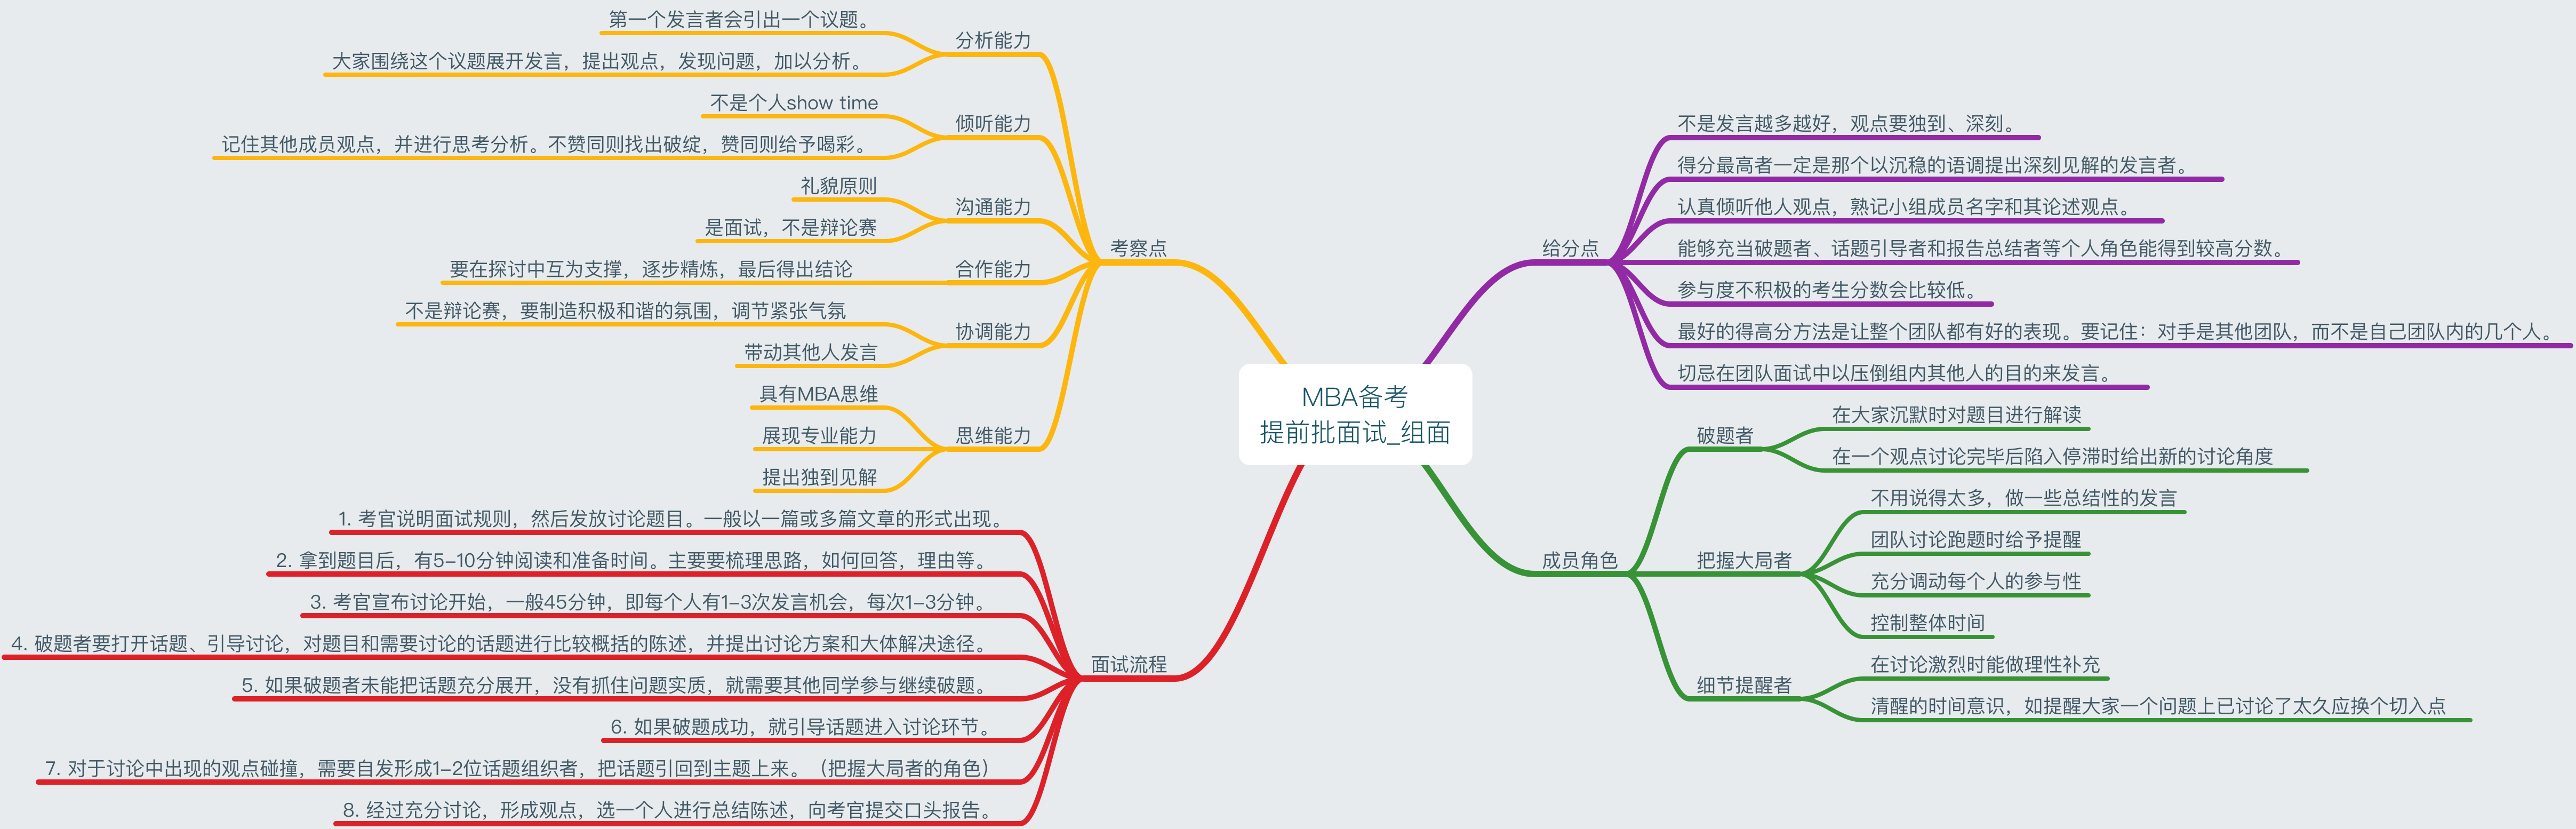 MBA备考
提前批面试_组面
给分点
不是发言越多越好，观点要独到、深刻。
得分最高者一定是那个以沉稳的语调提出深刻见解的发言者。
认真倾听他人观点，熟记小组成员名字和其论述观点。
能够充当破题者、话题引导者和报告总结者等个人角色能得到较高分数。
参与度不积极的考生分数会比较低。
最好的得高分方法是让整个团队都有好的表现。要记住：对手是其他团队，而不是自己团队内的几个人。
切忌在团队面试中以压倒组内其他人的目的来发言。
成员角色
破题者
在大家沉默时对题目进行解读
在一个观点讨论完毕后陷入停滞时给出新的讨论角度
把握大局者
不用说得太多，做一些总结性的发言
团队讨论跑题时给予提醒
充分调动每个人的参与性
控制整体时间
细节提醒者
在讨论激烈时能做理性补充
清醒的时间意识，如提醒大家一个问题上已讨论了太久应换个切入点
考察点
分析能力
第一个发言者会引出一个议题。
大家围绕这个议题展开发言，提出观点，发现问题，加以分析。
倾听能力
不是个人show time
记住其他成员观点，并进行思考分析。不赞同则找出破绽，赞同则给予喝彩。
沟通能力
礼貌原则
是面试，不是辩论赛
合作能力
要在探讨中互为支撑，逐步精炼，最后得出结论
协调能力
不是辩论赛，要制造积极和谐的氛围，调节紧张气氛
带动其他人发言
思维能力
具有MBA思维
展现专业能力
提出独到见解
面试流程
1. 考官说明面试规则，然后发放讨论题目。一般以一篇或多篇文章的形式出现。
2. 拿到题目后，有5-10分钟阅读和准备时间。主要要梳理思路，如何回答，理由等。
3. 考官宣布讨论开始，一般45分钟，即每个人有1-3次发言机会，每次1-3分钟。
4. 破题者要打开话题、引导讨论，对题目和需要讨论的话题进行比较概括的陈述，并提出讨论方案和大体解决途径。
5. 如果破题者未能把话题充分展开，没有抓住问题实质，就需要其他同学参与继续破题。
6. 如果破题成功，就引导话题进入讨论环节。
7. 对于讨论中出现的观点碰撞，需要自发形成1-2位话题组织者，把话题引回到主题上来。（把握大局者的角色）
8. 经过充分讨论，形成观点，选一个人进行总结陈述，向考官提交口头报告。